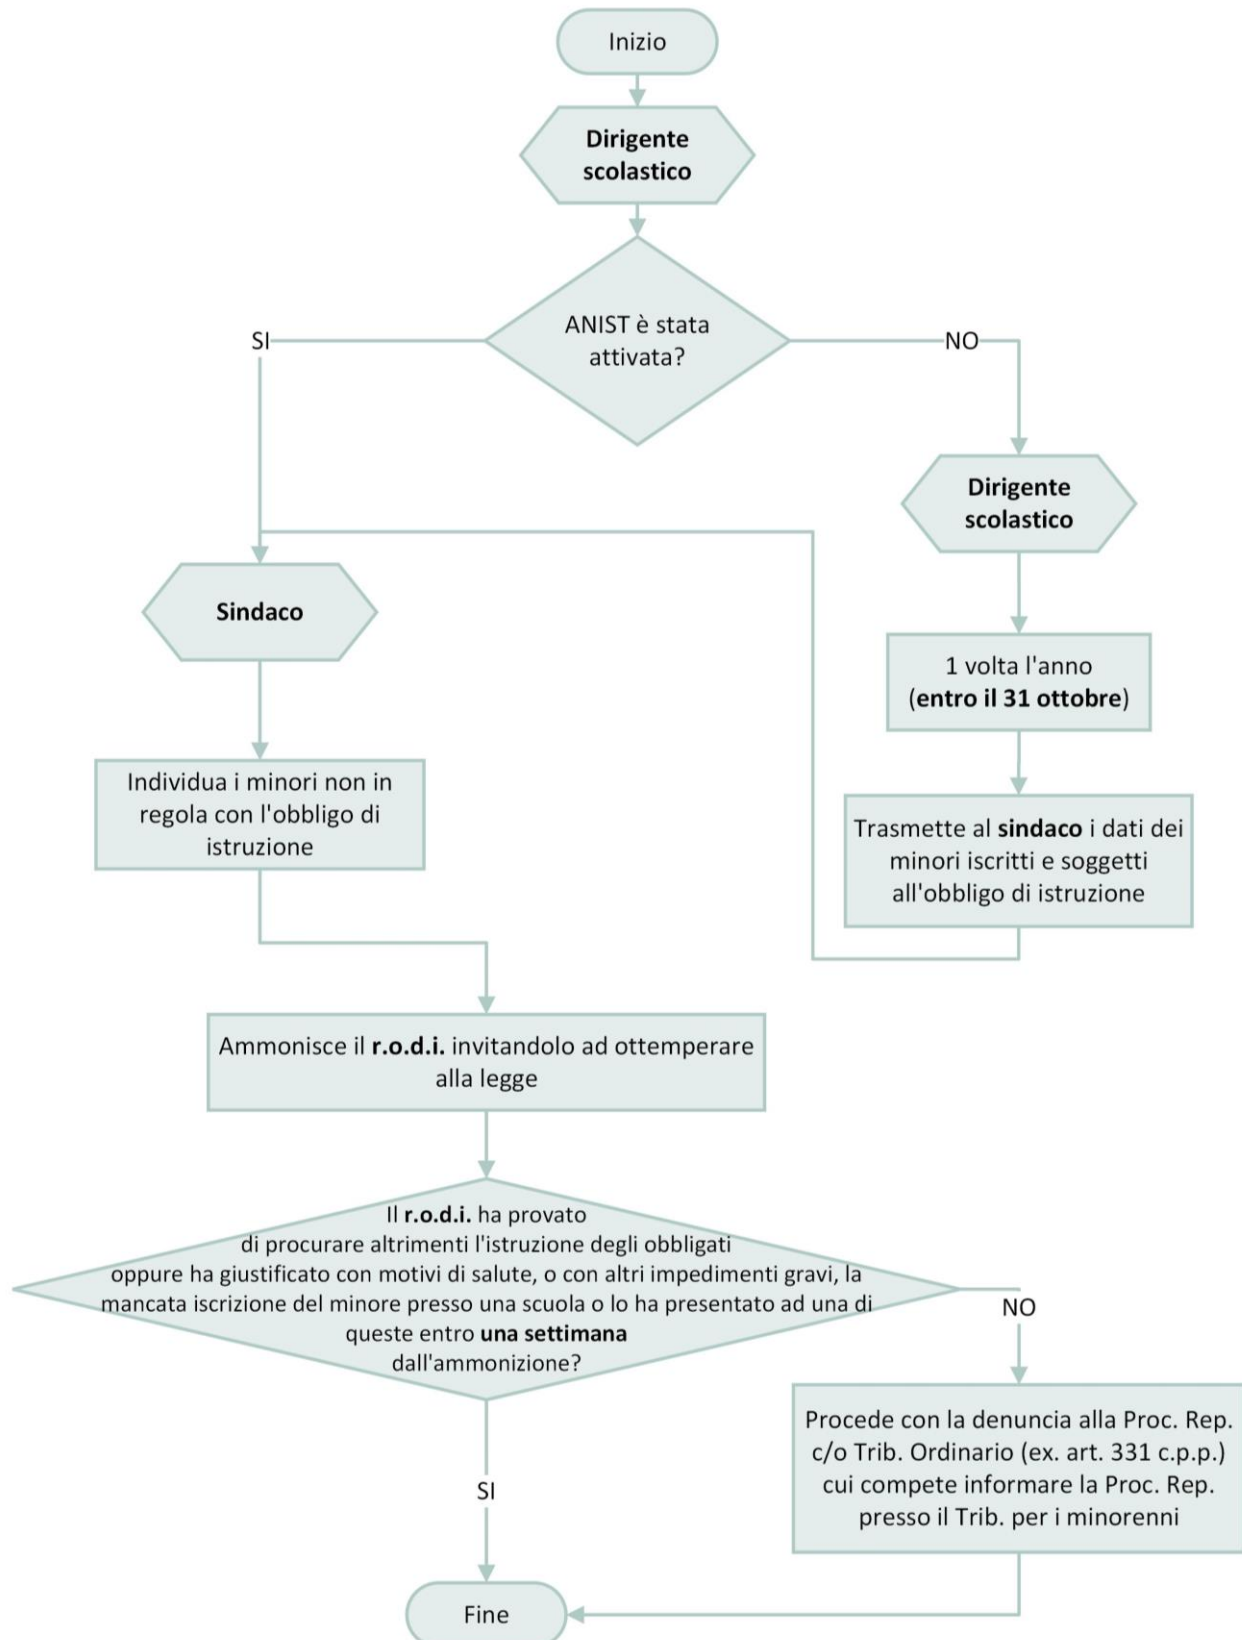 Inizio
Dirigente
scolastico
ANIST è stata
attivata?
SI
NO
Dirigente
scolastico
Sindaco
1 volta l'anno
(entro il 31 ottobre)
Individua i minori non in
regola con l'obbligo di
istruzione
Trasmette al sindaco i dati dei
minori iscritti e soggetti
all'obbligo di istruzione
Ammonisce il r.o.d.i. invitandolo ad ottemperare
alla legge
Il r.o.d.i. ha provato
di procurare altrimenti l'istruzione degli obbligati
oppure ha giustificato con motivi di salute, o con altri impedimenti gravi, la
mancata iscrizione del minore presso una scuola o lo ha presentato ad una di
queste entro una settimana
dall'ammonizione?
NO
Procede con la denuncia alla Proc. Rep.
c/o Trib. Ordinario (ex. art. 331 c.p.p.)
cui compete informare la Proc. Rep.
presso il Trib. per i minorenni
SI
Fine